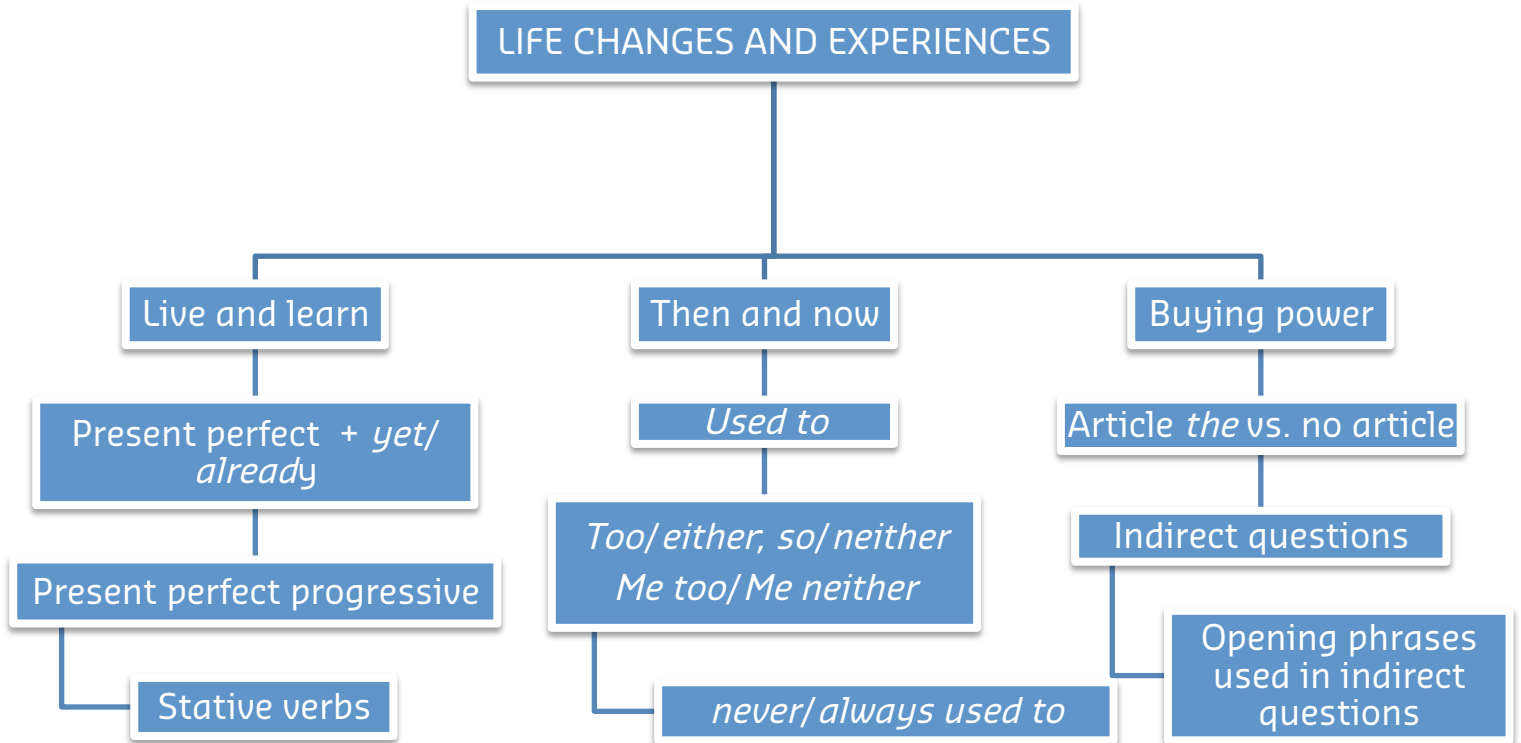 LIFE CHANGES AND EXPERIENCES
Live and learn
Present perfect + yet/
already
Present perfect progressive
Stative verbs
Then and now
Used to
Too/either, so/neither
Me too/Me neither
never/always used to
Buying power
Article the vs. no article
Indirect questions
Opening phrases
used in indirect
questions